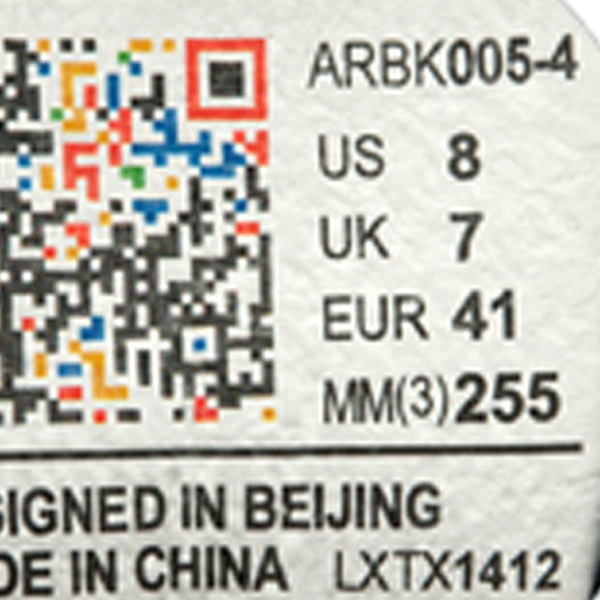 ARBK005-4
US 8
UK 7
EUR 41
MM(3)255
SIGNED IN BEIJING
DE IN CHINA LXTX1412